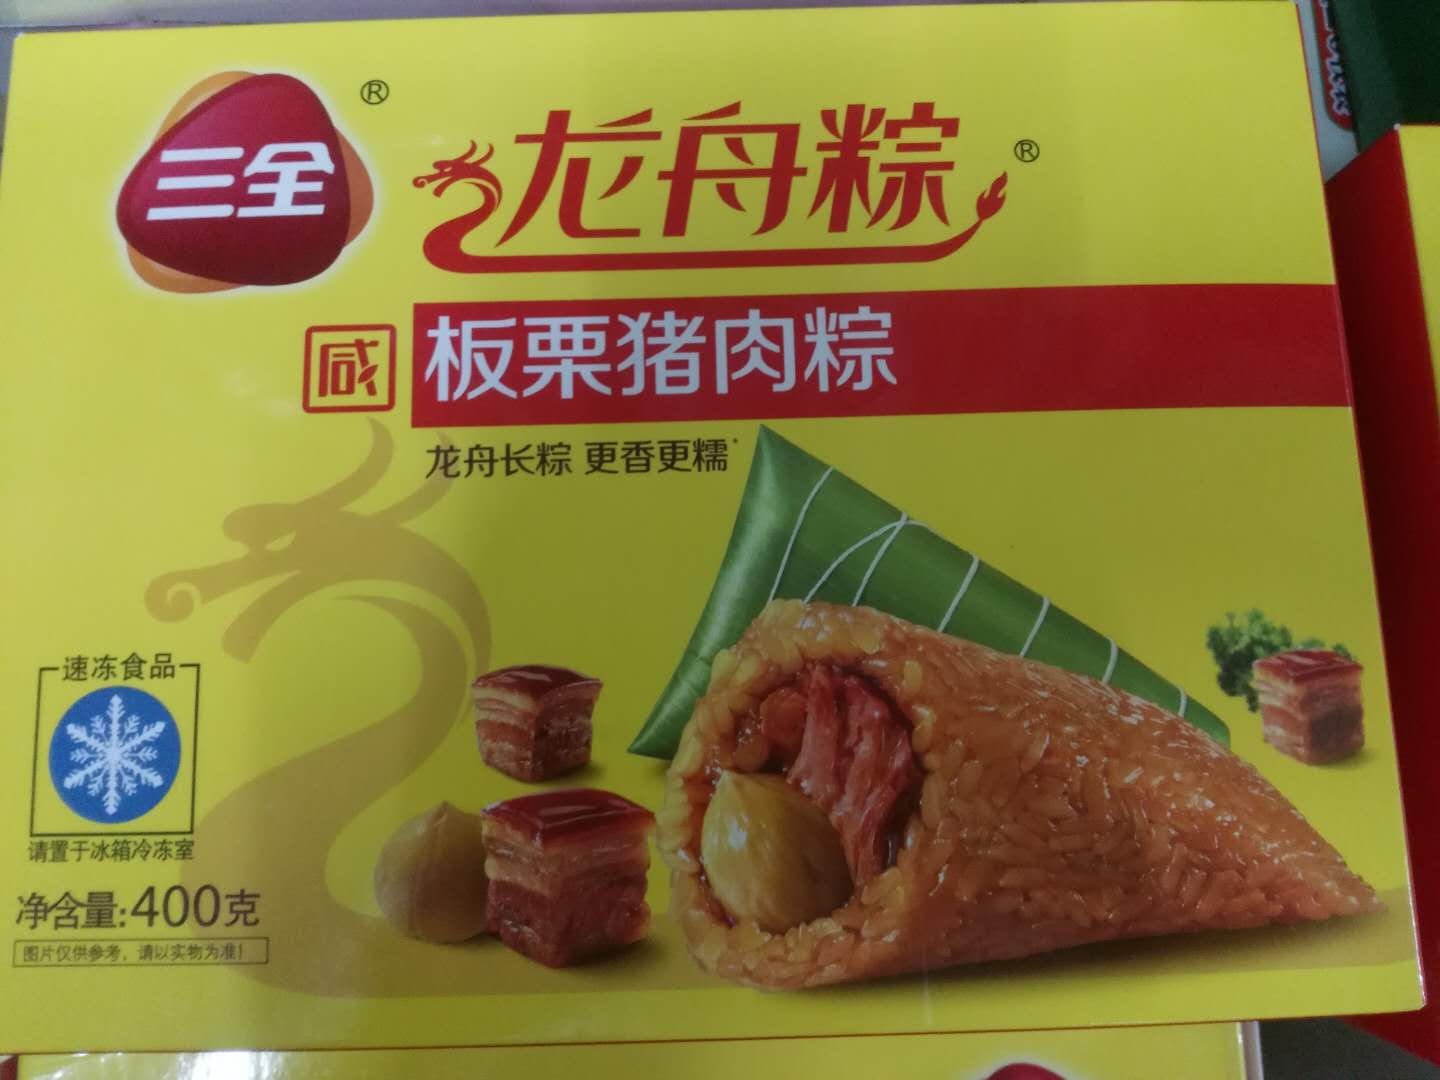 三全®
龙舟粽®
咸 板栗猪肉粽
龙舟长粽 更香更糯*
速冻食品
请置于冰箱冷冻室
净含量:400克
图片仅供参考，请以实物为准！